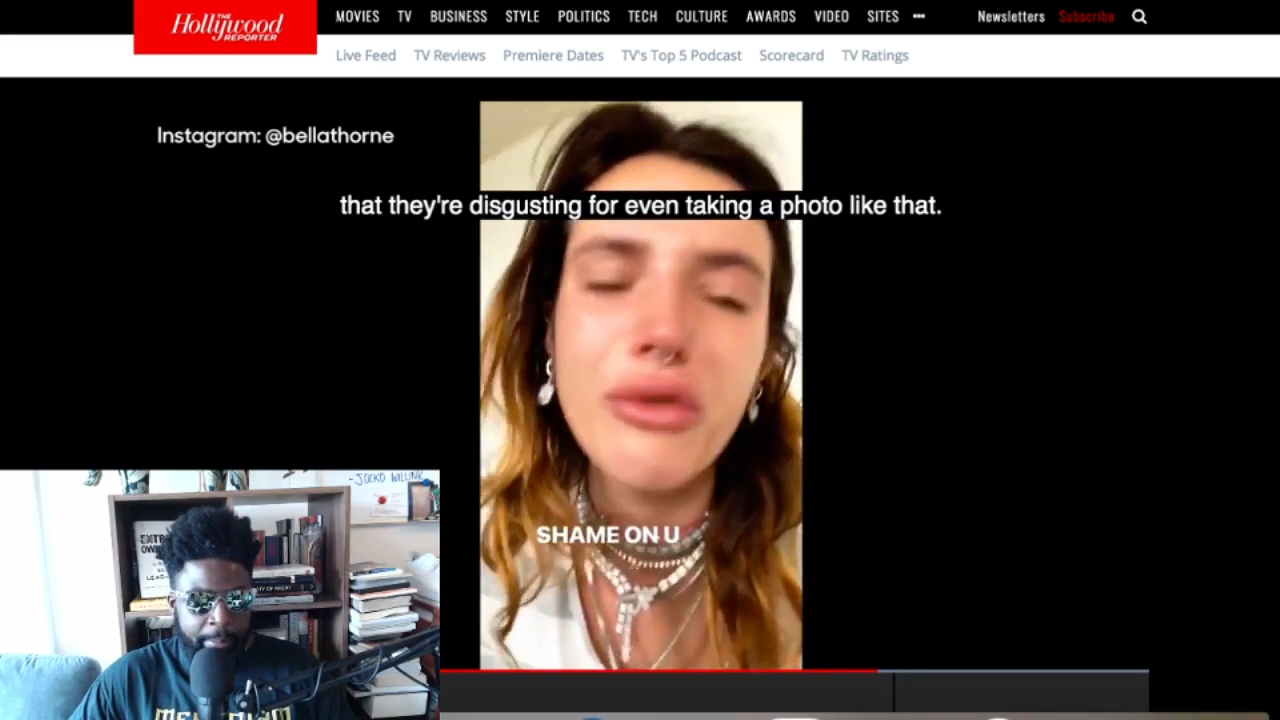 THE
Hollywood
REPORTER
MOVIES TV BUSINESS STYLE POLITICS TECH CULTURE AWARDS VIDEO SITES •••
Newsletters Subscribe
Live Feed TV Reviews Premiere Dates TV's Top 5 Podcast Scorecard TV Ratings
Instagram: @bellathorne
that they're disgusting for even taking a photo like that.
SHAME ON U
-JOCKO WILLINK